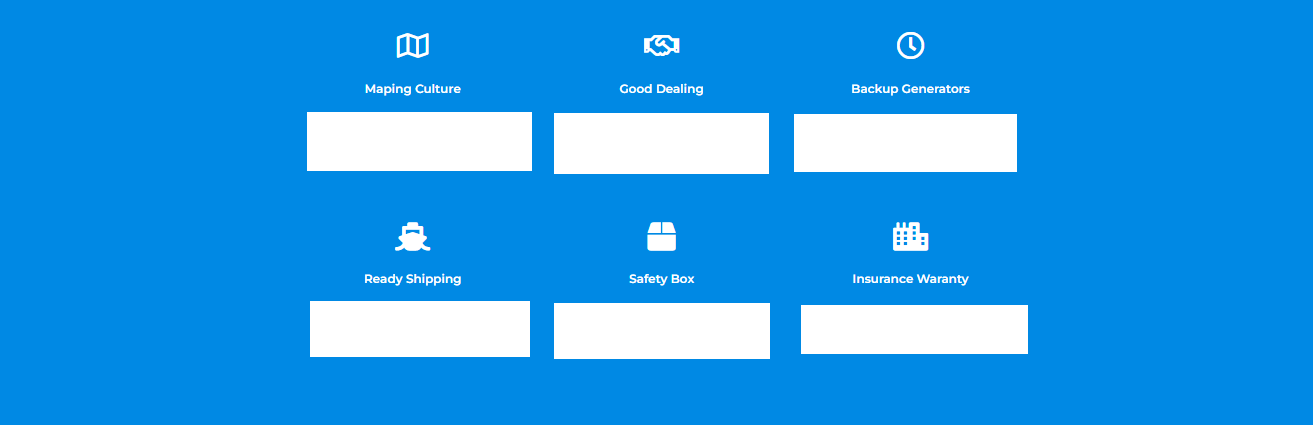 Maping Culture
Good Dealing
Backup Generators
Ready Shipping
Safety Box
Insurance Waranty